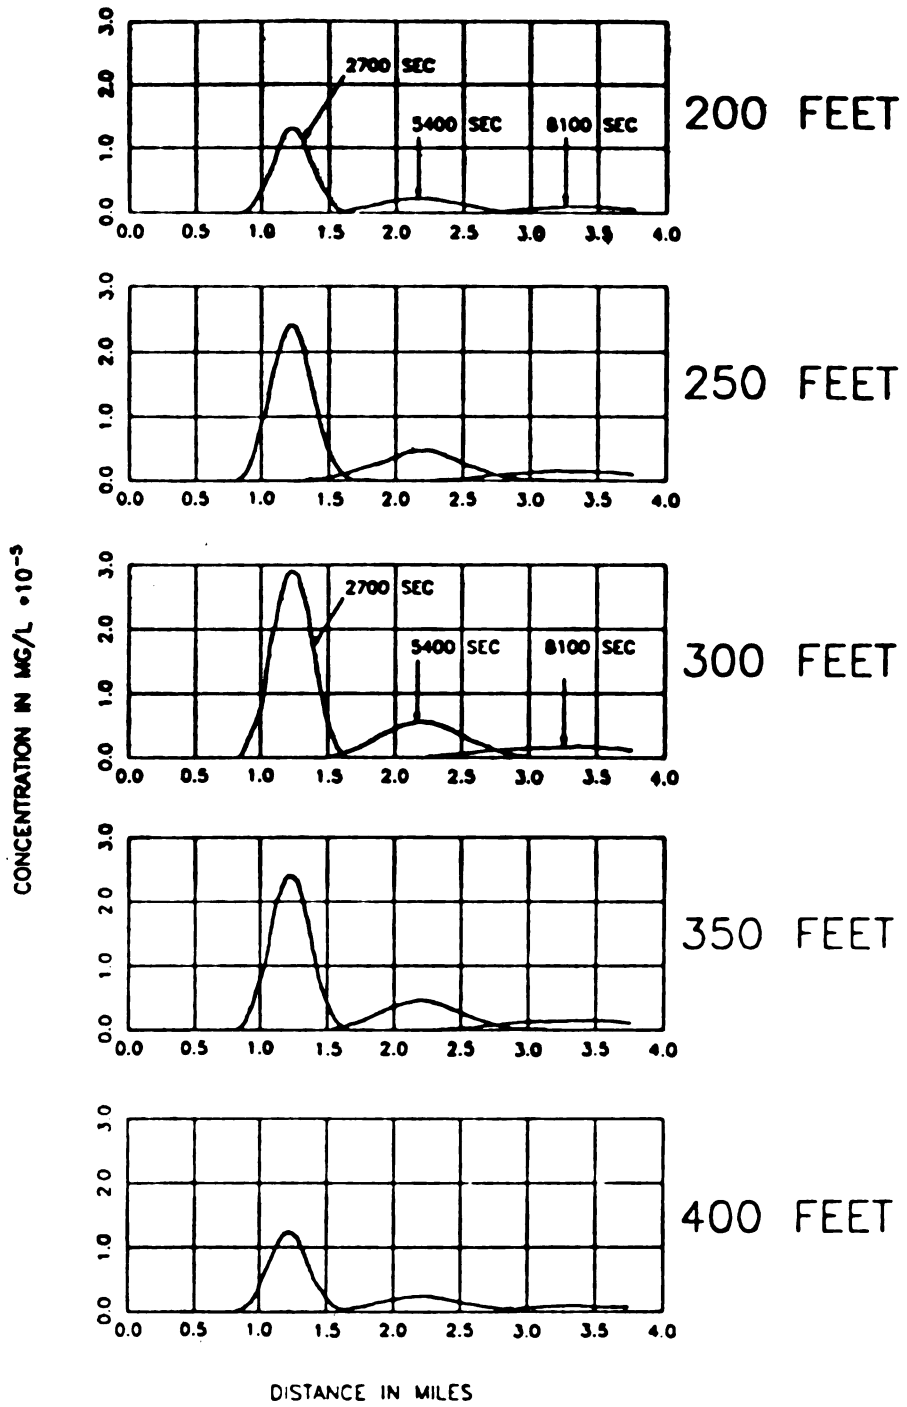 3.0
2.0
1.0
0.0
2700 SEC
5400 SEC
8100 SEC
200 FEET
0.0 0.5 1.0 1.5 2.0 2.5 3.0 3.5 4.0
3.0
2.0
1.0
0.0
250 FEET
0.0 0.5 1.0 1.5 2.0 2.5 3.0 3.5 4.0
CONCENTRATION IN MG/L *10⁻⁵
3.0
2.0
1.0
0.0
2700 SEC
5400 SEC
8100 SEC
300 FEET
0.0 0.5 1.0 1.5 2.0 2.5 3.0 3.5 4.0
3.0
2 0
1.0
0.0
350 FEET
0.0 0.5 1.0 1.5 2.0 2.5 3.0 3.5 4.0
3 0
2 0
1.0
0.0
400 FEET
0.0 0.5 1.0 1.5 2.0 2.5 3.0 3.5 4.0
DISTANCE IN MILES